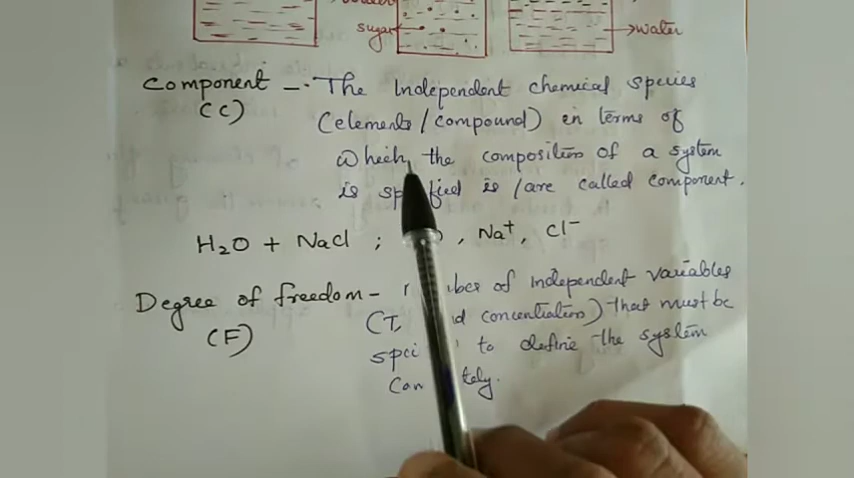 sugar
water
Component - The independent chemical species
(CC) (elements/compound) in terms of
which the composition of a system
is is/are called component.
H2O + NaCl ; , Na+, Cl-
Degree of freedom - of independent variables
(F) (T, concentration) that must be
to define the system